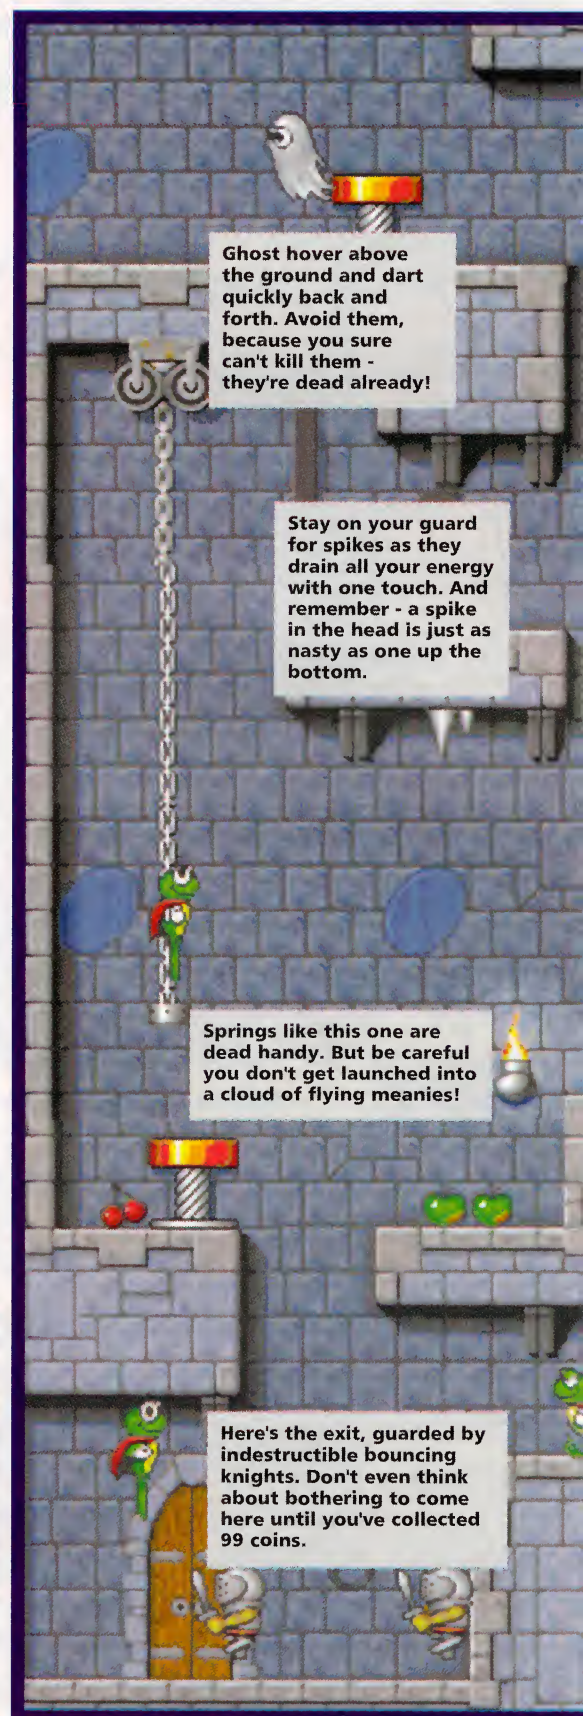 Ghost hover above
the ground and dart
quickly back and
forth. Avoid them,
because you sure
can't kill them -
they're dead already!
Stay on your guard
for spikes as they
drain all your energy
with one touch. And
remember - a spike
in the head is just as
nasty as one up the
bottom.
Springs like this one are
dead handy. But be careful
you don't get launched into
a cloud of flying meanies!
Here's the exit, guarded by
indestructible bouncing
knights. Don't even think
about bothering to come
here until you've collected
99 coins.